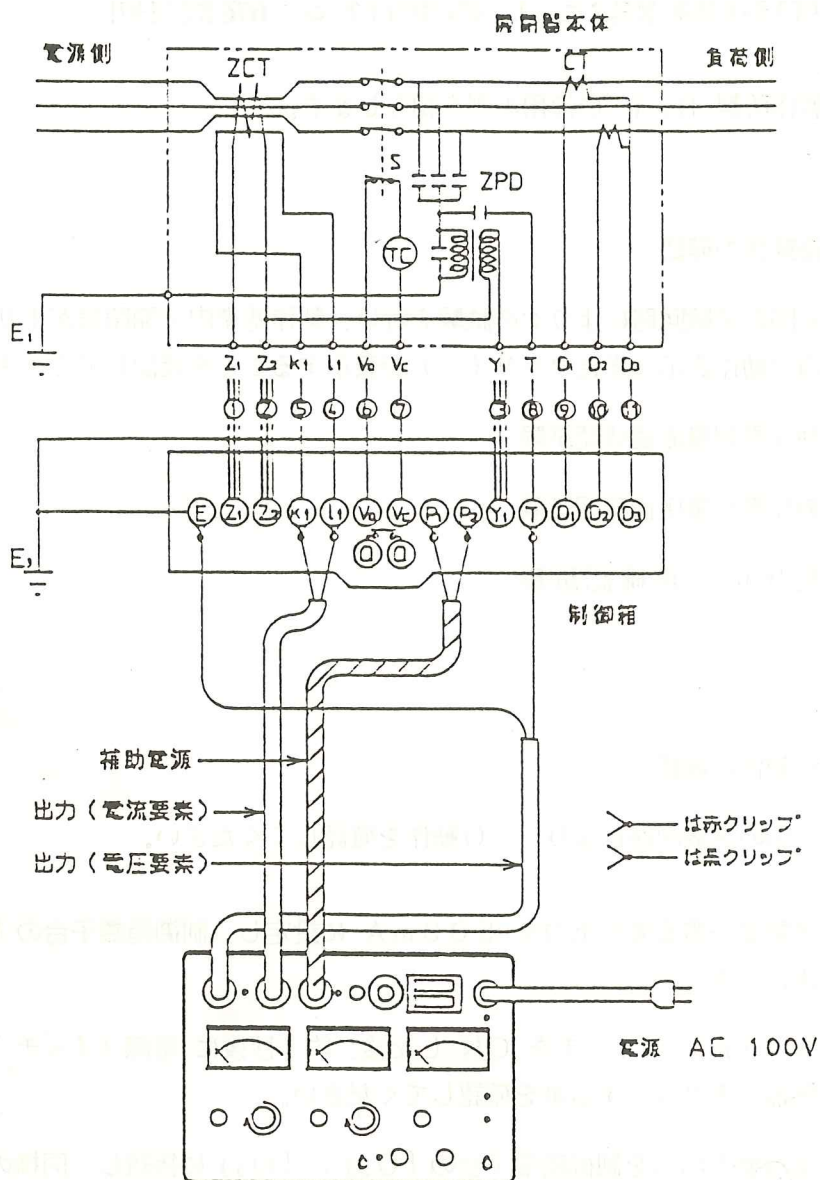 開閉器本体
電源側
ZCT
CT
負荷側
S
ZPD
TC
E₁
Z₁ Z₂ K₁ l₁ Va Vc Y₁ T D₁ D₂ D₃
1 2 5 4 6 7 3 8 9 10 11
E Z₁ Z₂ K₁ l₁ Va Vc P₁ P₂ Y₁ T D₁ D₂ D₃
a a
E₃
制御箱
補助電源
出力(電流要素)
出力(電圧要素)
は赤クリップ
は黒クリップ
電源 AC 100V